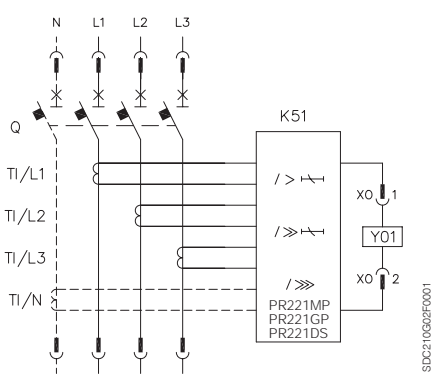 N L1 L2 L3
K51
Q
TI/L1
/ >
X0 1
TI/L2
/ >>
Y01
TI/L3
X0 2
/ >>>
TI/N
PR221MP
PR221GP
PR221DS
SDC210G02F0001